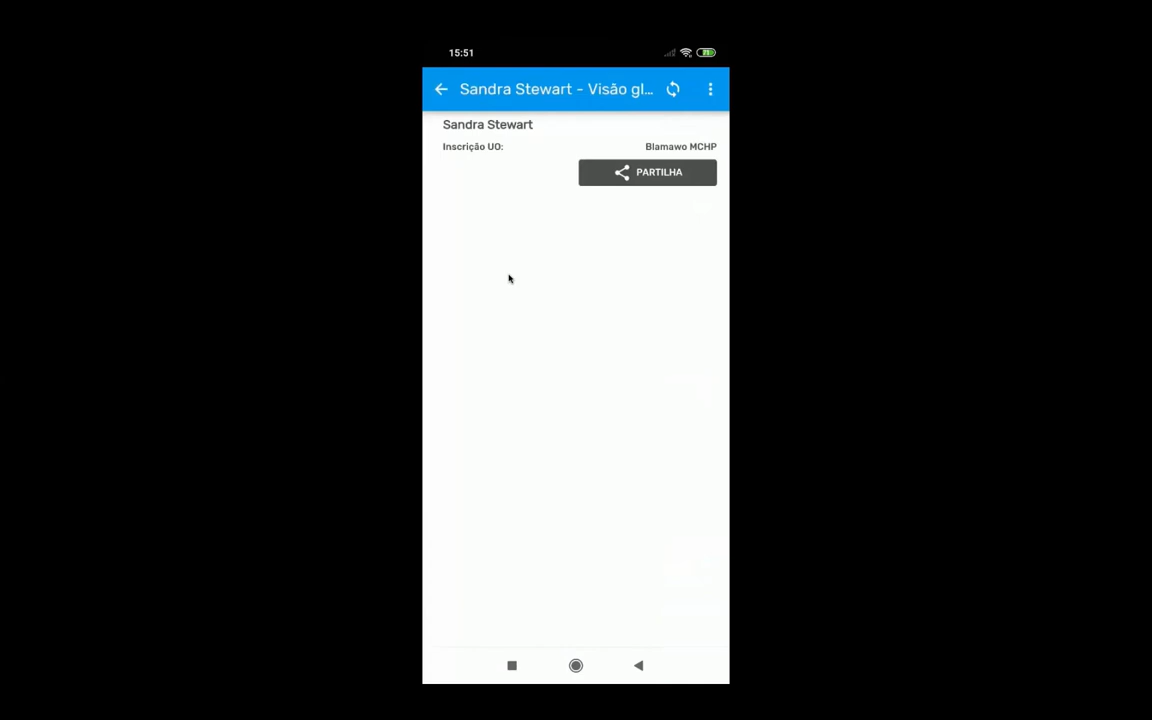 15:51
Sandra Stewart - Visão gl...
Sandra Stewart
Inscrição UO:
Blamawo MCHP
PARTILHA